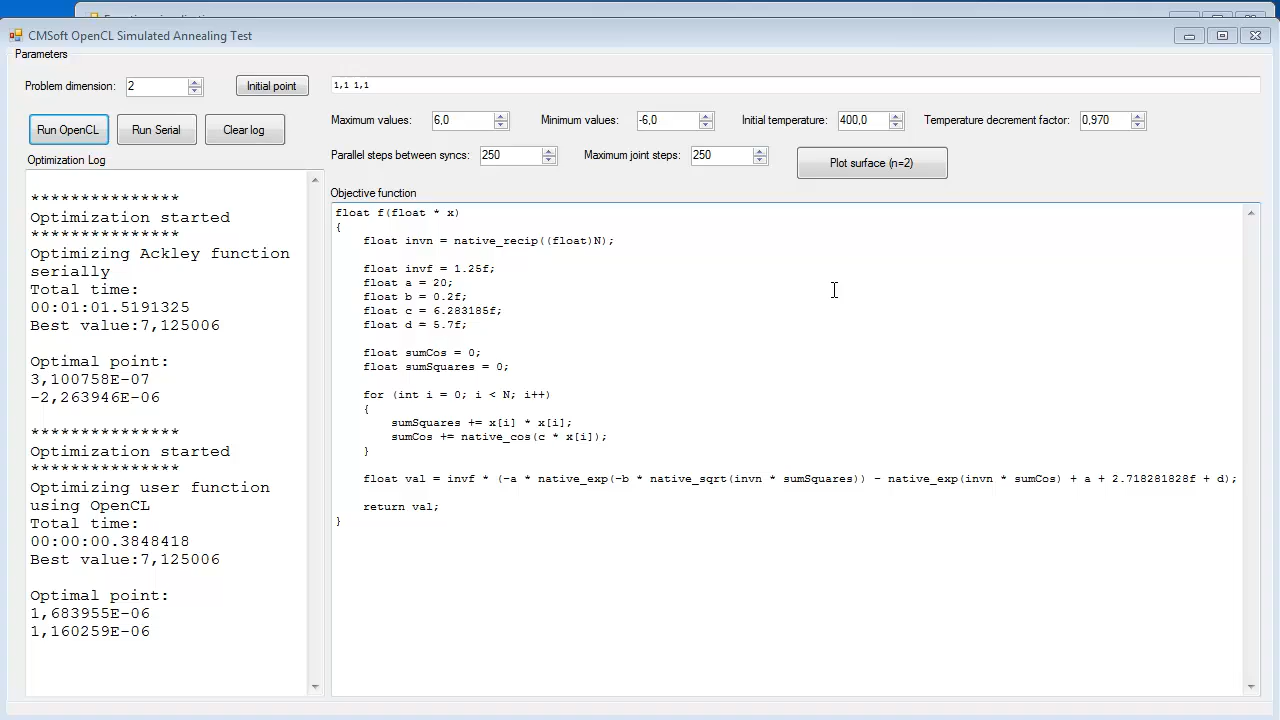 CMSoft OpenCL Simulated Annealing Test
Parameters
Problem dimension: 2 Initial point 1,1 1,1
Run OpenCL Run Serial Clear log
Maximum values: 6,0 Minimum values: -6,0 Initial temperature: 400,0 Temperature decrement factor: 0,970
Parallel steps between syncs: 250 Maximum joint steps: 250 Plot surface (n=2)
Optimization Log
***************
Optimization started
***************
Optimizing Ackley function
serially
Total time:
00:01:01.5191325
Best value:7,125006
Optimal point:
3,100758E-07
-2,263946E-06
***************
Optimization started
***************
Optimizing user function
using OpenCL
Total time:
00:00:00.3848418
Best value:7,125006
Optimal point:
1,683955E-06
1,160259E-06
Objective function
float f(float * x)
{
float invn = native_recip((float)N);
float invf = 1.25f;
float a = 20;
float b = 0.2f;
float c = 6.283185f;
float d = 5.7f;
float sumCos = 0;
float sumSquares = 0;
for (int i = 0; i < N; i++)
{
sumSquares += x[i] * x[i];
sumCos += native_cos(c * x[i]);
}
float val = invf * (-a * native_exp(-b * native_sqrt(invn * sumSquares)) - native_exp(invn * sumCos) + a + 2.718281828f + d);
return val;
}